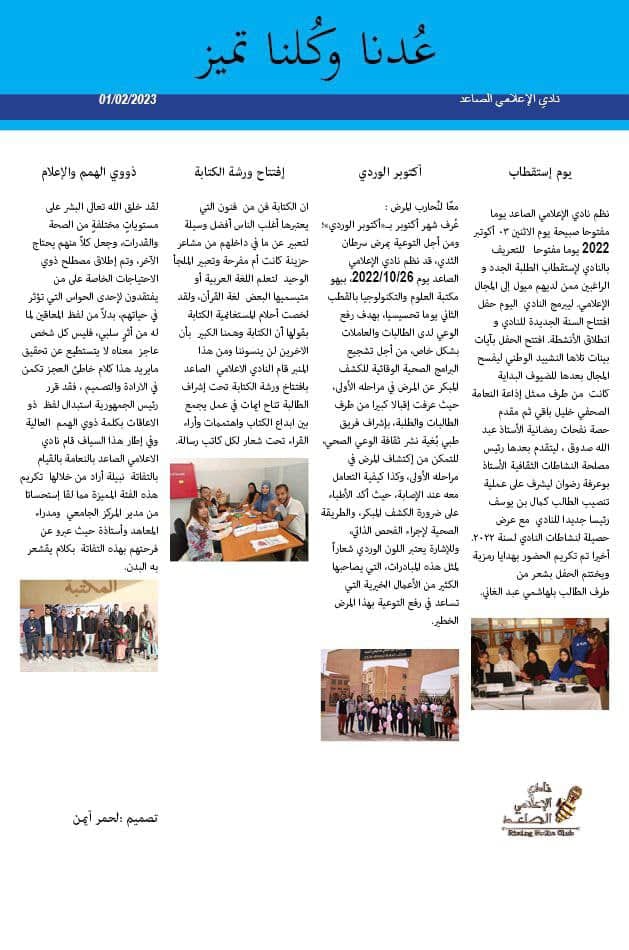 عُدنا وكُلنا تميز
نادي الإعلامي الصاعد
01/02/2023
يوم إستقطاب
نظم نادي الإعلامي الصاعد يوما
مفتوحا صبيحة يوم الاثنين ٠٣ أكتوبر
2022 يوما مفتوحا للتعريف
بالنادي لإستقطاب الطلبة الجدد و
الراغبين ممن لديهم ميول إلى المجال
الإعلامي. ليبرمج النادي اليوم حفل
افتتاح السنة الجديدة للنادي و
انطلاق الأنشطة. افتتح الحفل بآيات
بينات تلاها النشييد الوطني ليفسح
المجال بعدها للضيوف البداية
كانت من طرف ممثل إذاعة النعامة
الصحفي خليل باقي ثم مقدم
حصة نفحات رمضانية الأستاذ عبد
الله صدوق ، ليتقدم بعدها رئيس
مصلحة النشاطات الثقافية الأستاذ
بوعرفة رضوان ليشرف على عملية
تنصيب الطالب كمال بن يوسف
رئيسا جديدا للنادي مع عرض
حصيلة لنشاطات النادي لسنة ٢٠٢٢.
أخيرا تم تكريم الحضور بهدايا رمزية
ويختتم الحفل بشعر من
طرف الطالب بلهاشمي عبد الغاني.
أكتوبر الوردي
معًا لنُحارب المرض :
عُرف شهر أكتوبر بـ«أكتوبر الوردي»؛
ومن أجل التوعية بمرض سرطان
الثدي، قد نظم نادي الإعلامي
الصاعد يوم 2022/10/26. ببهو
مكتبة العلوم والتكنولوجيا بالقطب
الثاني يوما تحسيسيا، بهدف رفع
الوعي لدى الطالبات والعاملات
بشكل خاص، من أجل تشجيع
البرامج الصحية الوقائية للكشف
المبكر عن المرض في مراحله الأولى،
حيث عرفت إقبالا كبيرا من طرف
الطالبات والطلبة، بإشراف فريق
طبي بُغية نشر ثقافة الوعي الصحي،
للتمكن من إكتشاف المرض في
مراحله الأولى، وكذا كيفية التعامل
معه عند الإصابة، حيث أكد الأطباء
على ضرورة الكشف المبكر، والطريقة
الصحية لإجراء الفحص الذاتي.
وللإشارة يعتبر اللون الوردي شعاراً
لمثل هذه المبادرات، التي يصاحبها
الكثير من الأعمال الخيرية التي
تساعد في رفع التوعية بهذا المرض
الخطير.
إفتتاح ورشة الكتابة
ان الكتابة فن من فنون التي
يعتبرها أغلب الناس أفضل وسيلة
لتعبير عن ما في داخلهم من مشاعر
حزينة كانت أم مفرحة وتعبير الملجأ
الوحيد لتعلم اللغة العربية أو
متيسميها البعض لغة القرأن، ولقد
لخصت أحلام المستغانمية الكتابة
بقولها أن الكتابة وهمنا الكبير بأن
الاخرين لن ينسوننا ومن هذا
المنبر قام النادي الاعلامي الصاعد
بافتتاح ورشة الكتابة تحت إشراف
الطالبة تناح ايهات في عمل يجمع
بين ابداع الكتاب واهتمامات وأراء
القراء تحت شعار لكل كاتب رسالة.
ذووي الهمم والإعلام
لقد خلق الله تعالى البشر على
مستوياتٍ مختلفةٍ من الصحة
والقدرات، وجعل كلاً منهم يحتاج
الآخر، وتم إطلاق مصطلح ذوي
الاحتياجات الخاصة على من
يفتقدون لإحدى الحواس التي تؤثر
في حياتهم، بدلاً من لفظ المعاقين لما
له من أثرٍ سلبي، فليس كل شخص
عاجز معناه لا يتستطيع عن تحقيق
مايريد هذا كلام خاطئ العجز تكمن
في الارادة والتصميم ، فقد قرر
رئيس الجمهورية استبدال لفظ ذو
الاعاقات بكلمة ذوي الهمم العالية
وفي إطار هذا السياف قام نادي
الاعلامي الصاعد بالنعامة بالقيام
بالتفاتة نبيلة أراد من خلالها تكريم
هذه الفئة المميزة مما لقا إستحسانا
من مدير المركز الجامعي ومدراء
المعاهد وأستاذة حيث عبرو عن
فرحتهم بهذه التفاتة بكلام يقشعر
به البدن.
المكتبة
نادي
الإعلامي
الصاعد
Rising Media Club
تصميم :لحمر أيمن